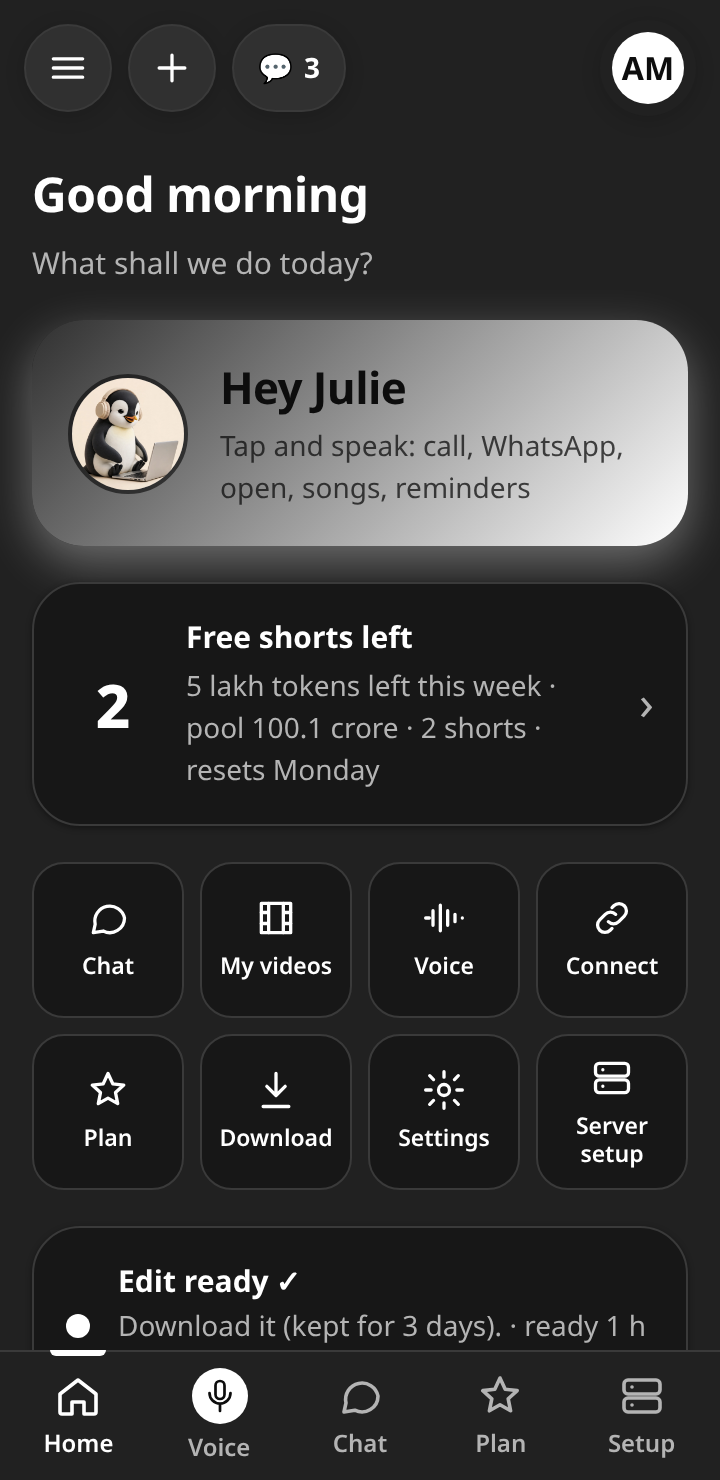 💬 3
AM
Good morning
What shall we do today?
Hey Julie
Tap and speak: call, WhatsApp,
open, songs, reminders
Free shorts left
2
5 lakh tokens left this week ·
pool 100.1 crore · 2 shorts ·
resets Monday
Chat
My videos
Voice
Connect
Plan
Download
Settings
Server
setup
Edit ready ✓
Download it (kept for 3 days). · ready 1 h
Home
Voice
Chat
Plan
Setup